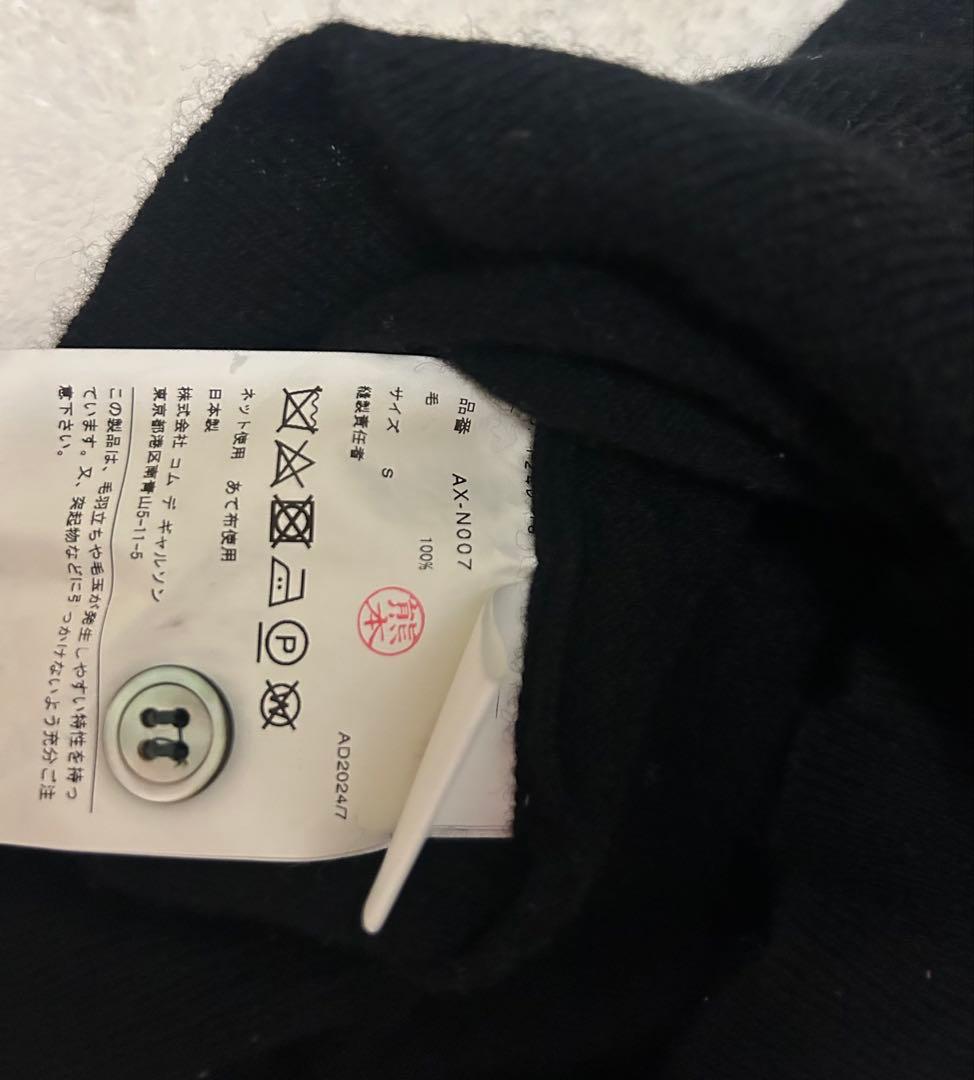 品番 AX-N007
毛 100%
サイズ S
縫製責任者 熊本
AD2024/7
P
W
ネット使用 あて布使用
日本製
株式会社 コム デ ギャルソン
東京都港区南青山5-11-5
この製品は、毛羽立ちや毛玉が発生しやすい特性を持っ
ています。又、突起物などに引っかけないよう充分ご注
意下さい。